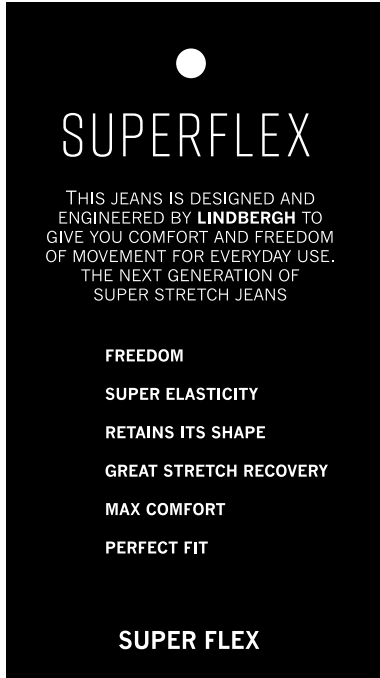 SUPERFLEX
THIS JEANS IS DESIGNED AND
ENGINEERED BY LINDBERGH TO
GIVE YOU COMFORT AND FREEDOM
OF MOVEMENT FOR EVERYDAY USE.
THE NEXT GENERATION OF
SUPER STRETCH JEANS
FREEDOM
SUPER ELASTICITY
RETAINS ITS SHAPE
GREAT STRETCH RECOVERY
MAX COMFORT
PERFECT FIT
SUPER FLEX